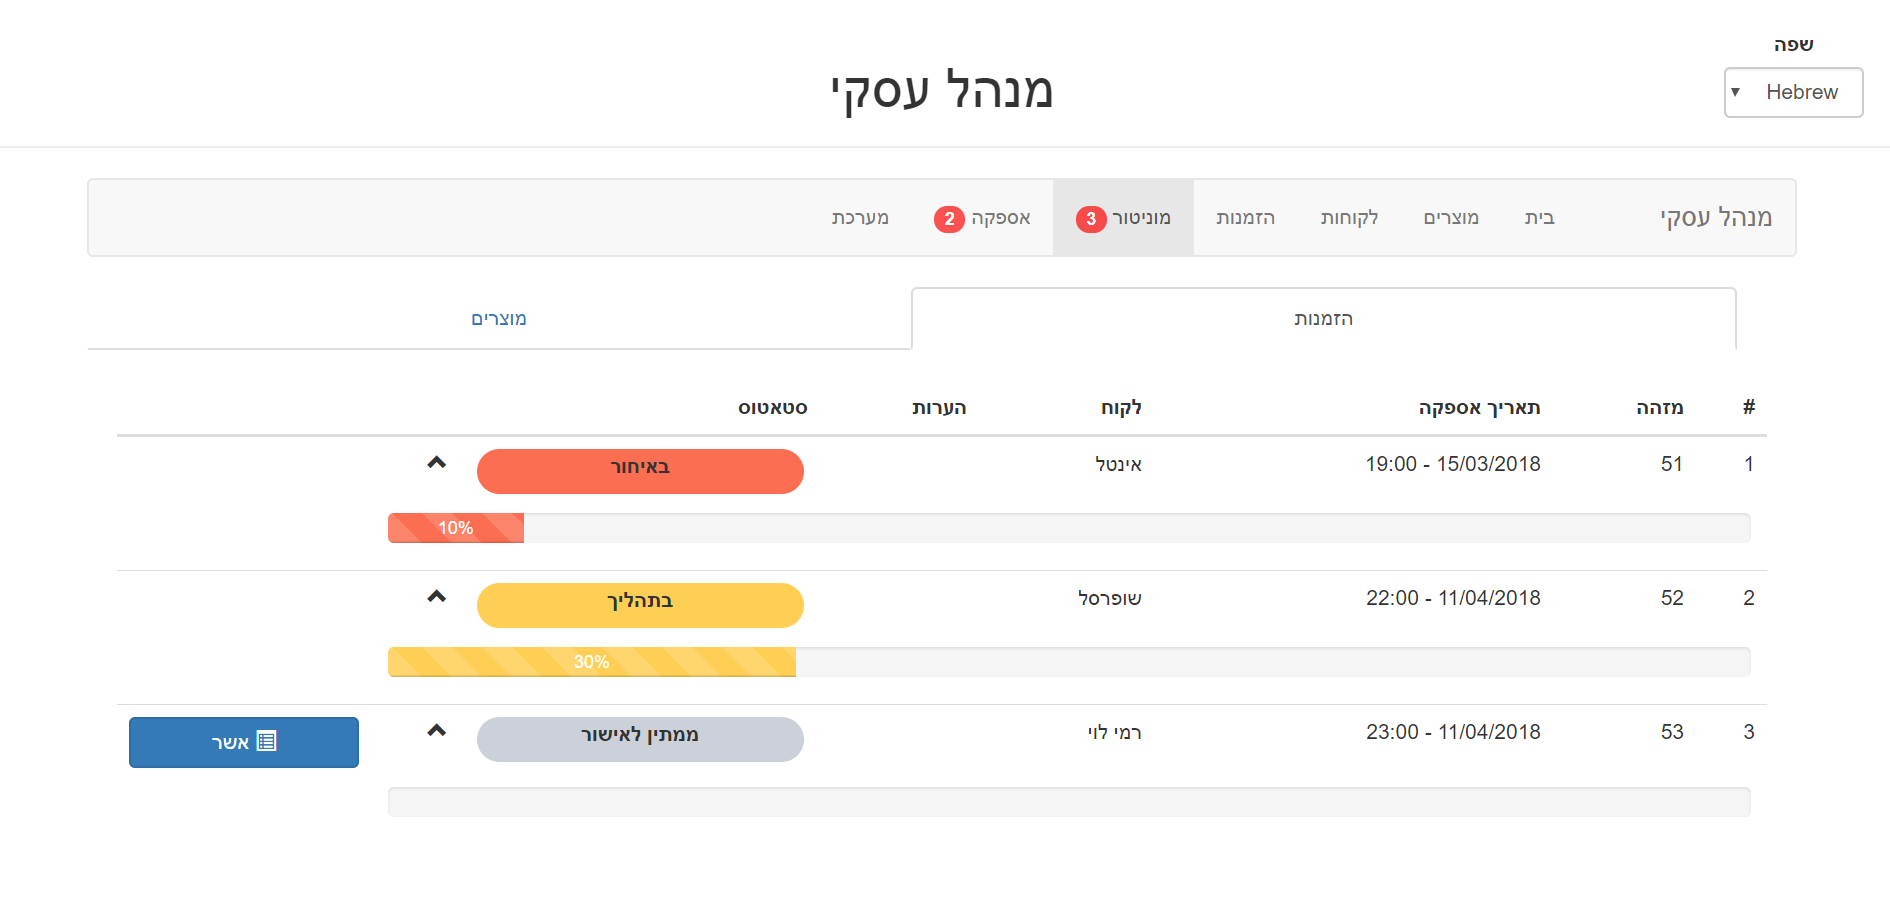 שפה
Hebrew
מנהל עסקי
מנהל עסקי בית מוצרים לקוחות הזמנות מוניטור 3 אספקה 2 מערכת
הזמנות מוצרים
# מזהה תאריך אספקה לקוח הערות סטאטוס
1 51 15/03/2018 - 19:00 אינטל באיחור
10%
2 52 11/04/2018 - 22:00 שופרסל בתהליך
30%
3 53 11/04/2018 - 23:00 רמי לוי ממתין לאישור אשר